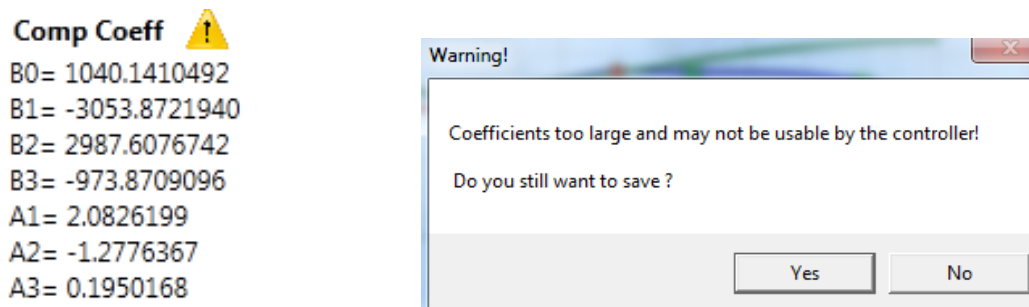 Comp Coeff
B0= 1040.1410492
B1= -3053.8721940
B2= 2987.6076742
B3= -973.8709096
A1= 2.0826199
A2= -1.2776367
A3= 0.1950168
Warning!
Coefficients too large and may not be usable by the controller!
Do you still want to save ?
Yes
No